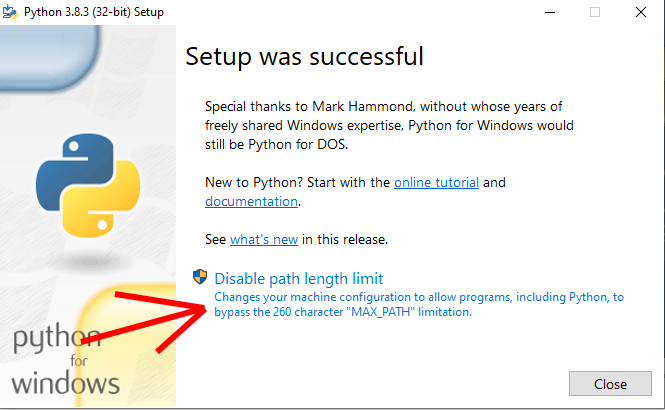 Python 3.8.3 (32-bit) Setup
Setup was successful
Special thanks to Mark Hammond, without whose years of
freely shared Windows expertise, Python for Windows would
still be Python for DOS.
New to Python? Start with the online tutorial and
documentation.
See what's new in this release.
Disable path length limit
Changes your machine configuration to allow programs, including Python, to
bypass the 260 character "MAX_PATH" limitation.
python
for
windows
Close